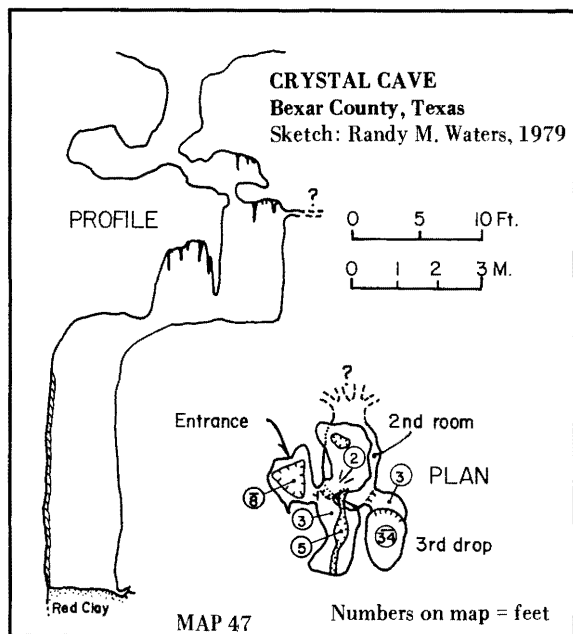 CRYSTAL CAVE
Bexar County, Texas
Sketch: Randy M. Waters, 1979
?
PROFILE
0 5 10 Ft.
0 1 2 3 M.
?
Entrance
2nd room
2
8
3
PLAN
3
5
34
3rd drop
Red Clay
MAP 47
Numbers on map = feet